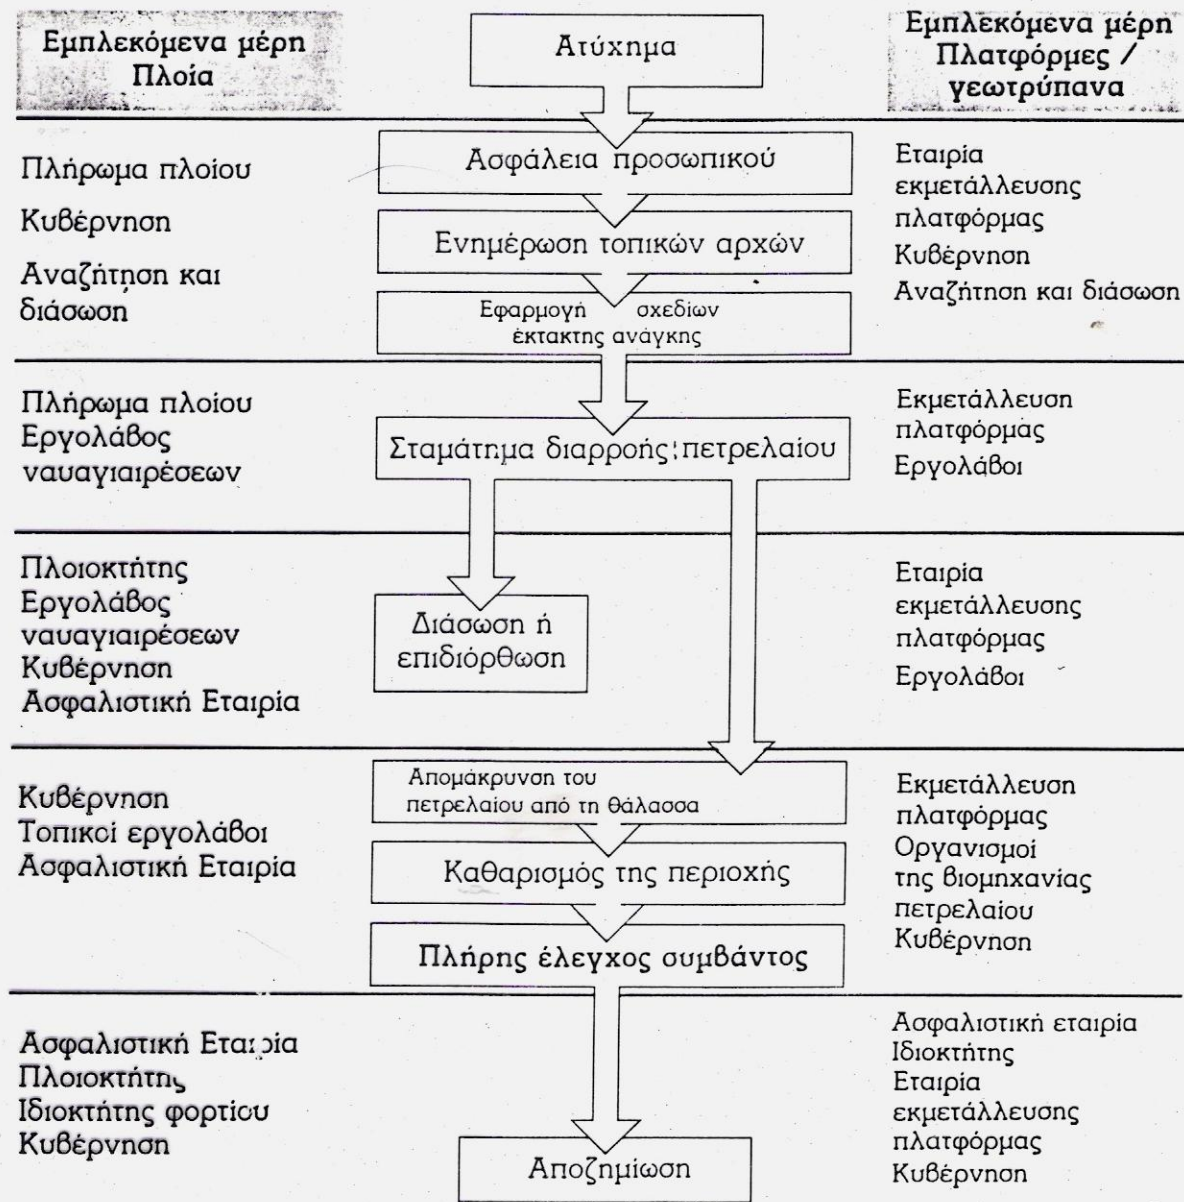 Εμπλεκόμενα μέρη
Πλοία
Ατύχημα
Εμπλεκόμενα μέρη
Πλατφόρμες /
γεωτρύπανα
Πλήρωμα πλοίου
Κυβέρνηση
Αναζήτηση και
διάσωση
Ασφάλεια προσωπικού
Ενημέρωση τοπικών αρχών
Εφαρμογή σχεδίων
έκτακτης ανάγκης
Εταιρία
εκμετάλλευσης
πλατφόρμας
Κυβέρνηση
Αναζήτηση και διάσωση
Πλήρωμα πλοίου
Εργολάβος
ναυαγιαιρέσεων
Σταμάτημα διαρροής πετρελαίου
Εκμετάλλευση
πλατφόρμας
Εργολάβοι
Πλοιοκτήτης
Εργολάβος
ναυαγιαιρέσεων
Κυβέρνηση
Ασφαλιστική Εταιρία
Διάσωση ή
επιδιόρθωση
Εταιρία
εκμετάλλευσης
πλατφόρμας
Εργολάβοι
Κυβέρνηση
Τοπικοί εργολάβοι
Ασφαλιστική Εταιρία
Απομάκρυνση του
πετρελαίου από τη θάλασσα
Καθαρισμός της περιοχής
Πλήρης έλεγχος συμβάντος
Εκμετάλλευση
πλατφόρμας
Οργανισμοί
της βιομηχανίας
πετρελαίου
Κυβέρνηση
Ασφαλιστική Εταιρία
Πλοιοκτήτης
Ιδιοκτήτης φορτίου
Κυβέρνηση
Αποζημίωση
Ασφαλιστική εταιρία
Ιδιοκτήτης
Εταιρία
εκμετάλλευσης
πλατφόρμας
Κυβέρνηση